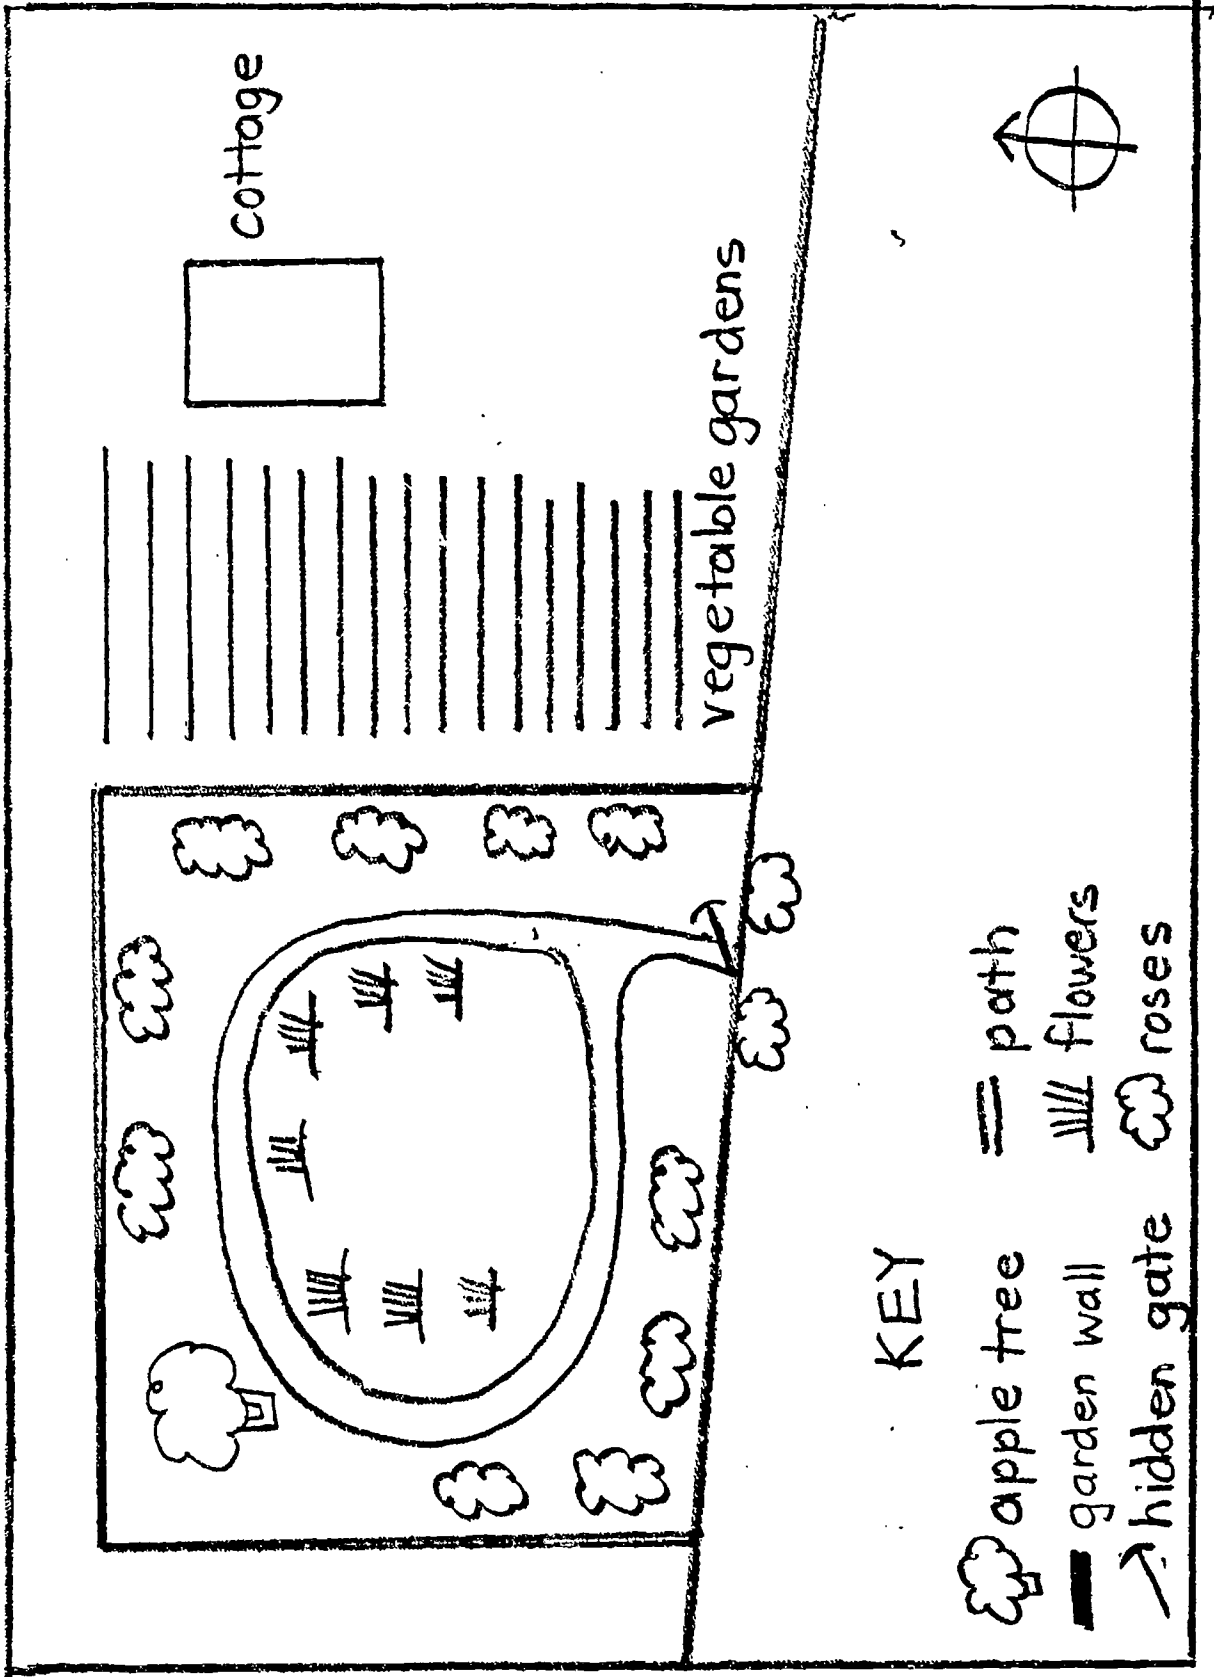 cottage
vegetable gardens
KEY
apple tree
path
garden wall
flowers
hidden gate
roses